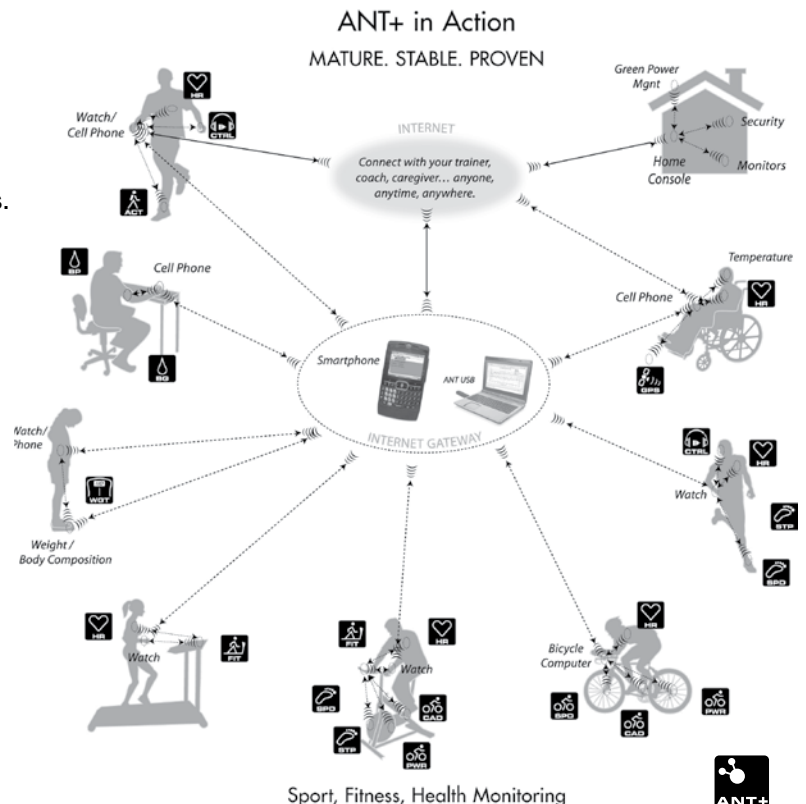 ANT+ in Action
MATURE. STABLE. PROVEN
HR
Watch/
Cell Phone
CTRL
ACT
INTERNET
Connect with your trainer,
coach, caregiver... anyone,
anytime, anywhere.
Green Power
Mgnt
Security
Home
Console
Monitors
s.
BP
Cell Phone
BG
Temperature
Cell Phone
HR
GPS
Smartphone
ANT USB
INTERNET GATEWAY
Watch/
Phone
WGT
Weight /
Body Composition
CTRL
HR
Watch
STP
SPD
HR
Watch
FIT
FIT
HR
Watch
SPD
CAD
STP
PWR
HR
Bicycle
Computer
SPD
CAD
PWR
Sport, Fitness, Health Monitoring
ANT+